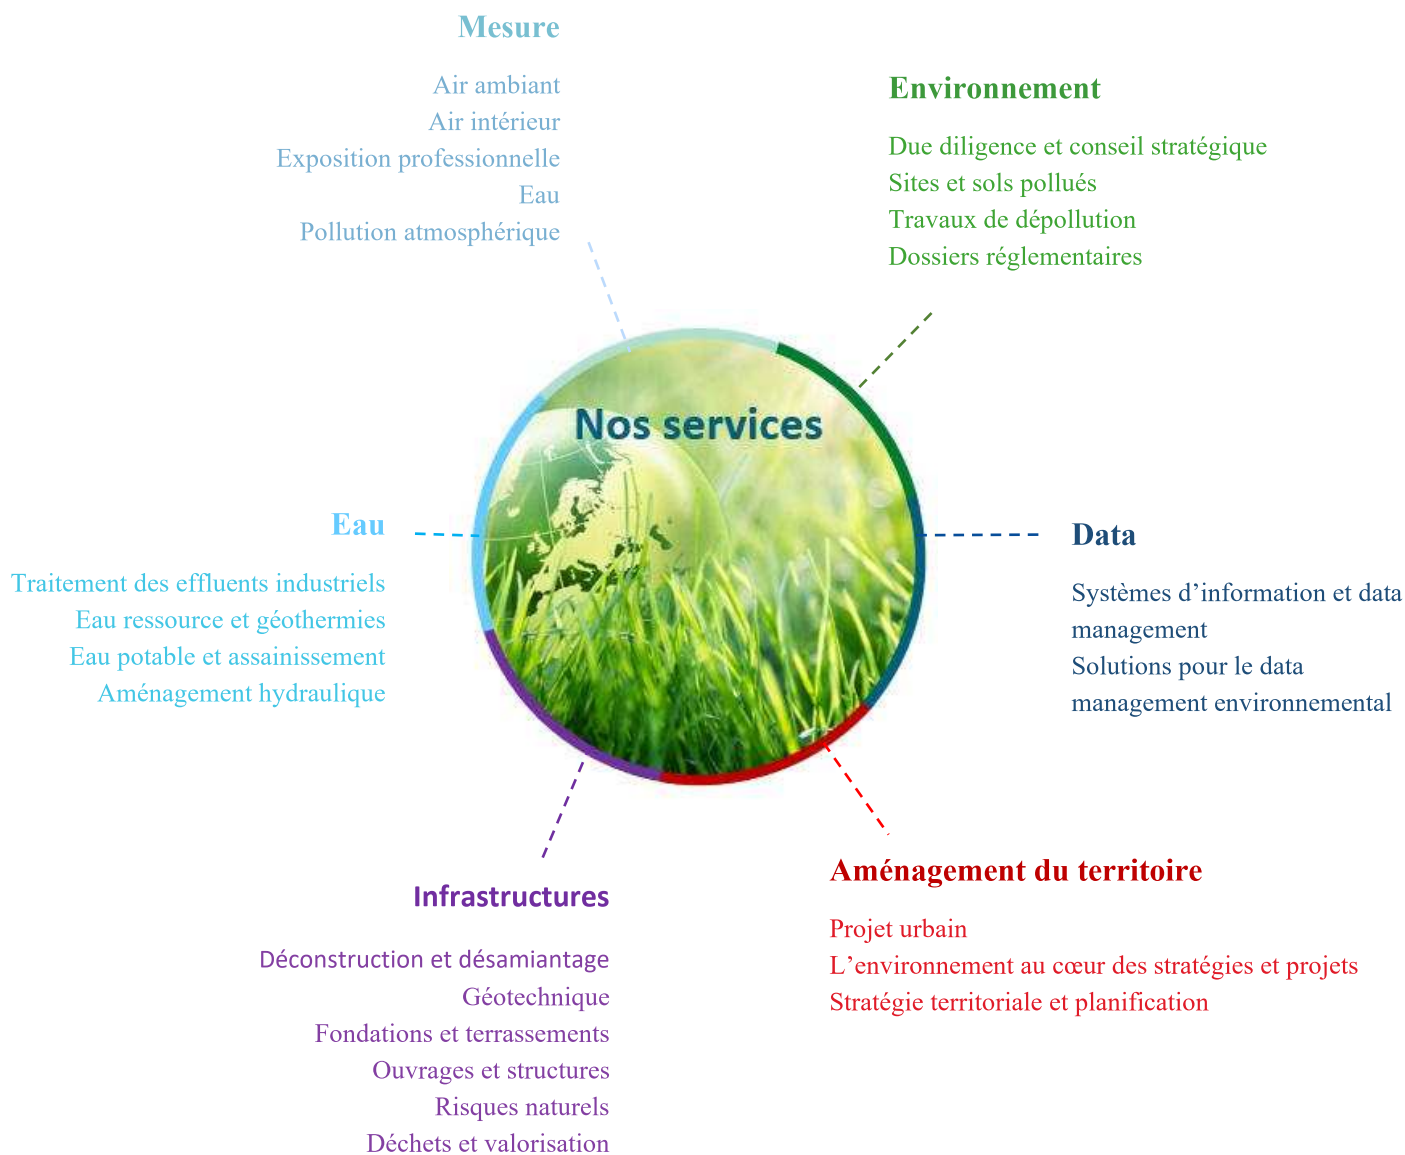 Mesure
Air ambiant
Air intérieur
Exposition professionnelle
Eau
Pollution atmosphérique
Environnement
Due diligence et conseil stratégique
Sites et sols pollués
Travaux de dépollution
Dossiers réglementaires
Nos services
Eau
Traitement des effluents industriels
Eau ressource et géothermies
Eau potable et assainissement
Aménagement hydraulique
Data
Systèmes d’information et data
management
Solutions pour le data
management environnemental
Infrastructures
Déconstruction et désamiantage
Géotechnique
Fondations et terrassements
Ouvrages et structures
Risques naturels
Déchets et valorisation
Aménagement du territoire
Projet urbain
L’environnement au cœur des stratégies et projets
Stratégie territoriale et planification